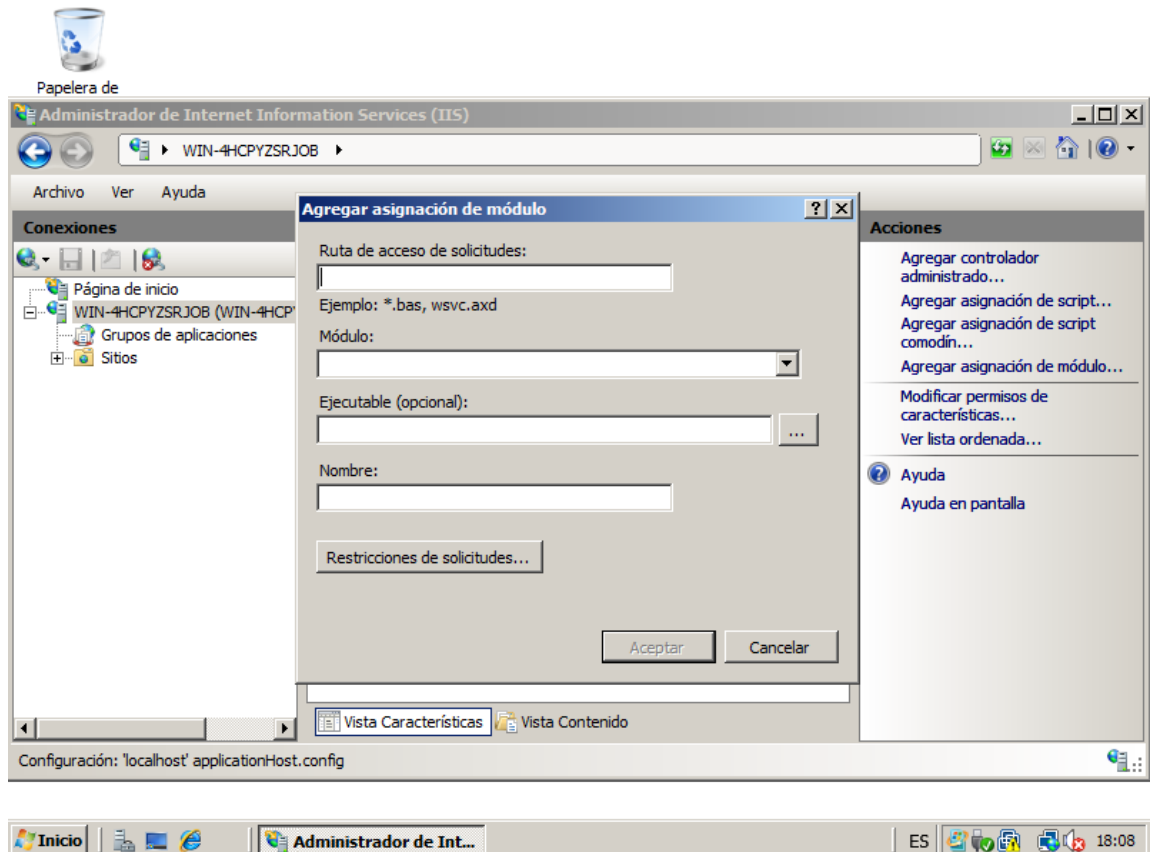 Papelera de
Administrador de Internet Information Services (IIS)
WIN-4HCPYZSRJOB
Archivo Ver Ayuda
Conexiones
Página de inicio
WIN-4HCPYZSRJOB (WIN-4HCP
Grupos de aplicaciones
Sitios
Agregar asignación de módulo
Ruta de acceso de solicitudes:
Ejemplo: *.bas, wsvc.axd
Módulo:
Ejecutable (opcional):
...
Nombre:
Restricciones de solicitudes...
Aceptar Cancelar
Vista Características Vista Contenido
Acciones
Agregar controlador
administrado...
Agregar asignación de script...
Agregar asignación de script
comodín...
Agregar asignación de módulo...
Modificar permisos de
características...
Ver lista ordenada...
Ayuda
Ayuda en pantalla
Configuración: 'localhost' applicationHost.config
Inicio Administrador de Int... ES 18:08